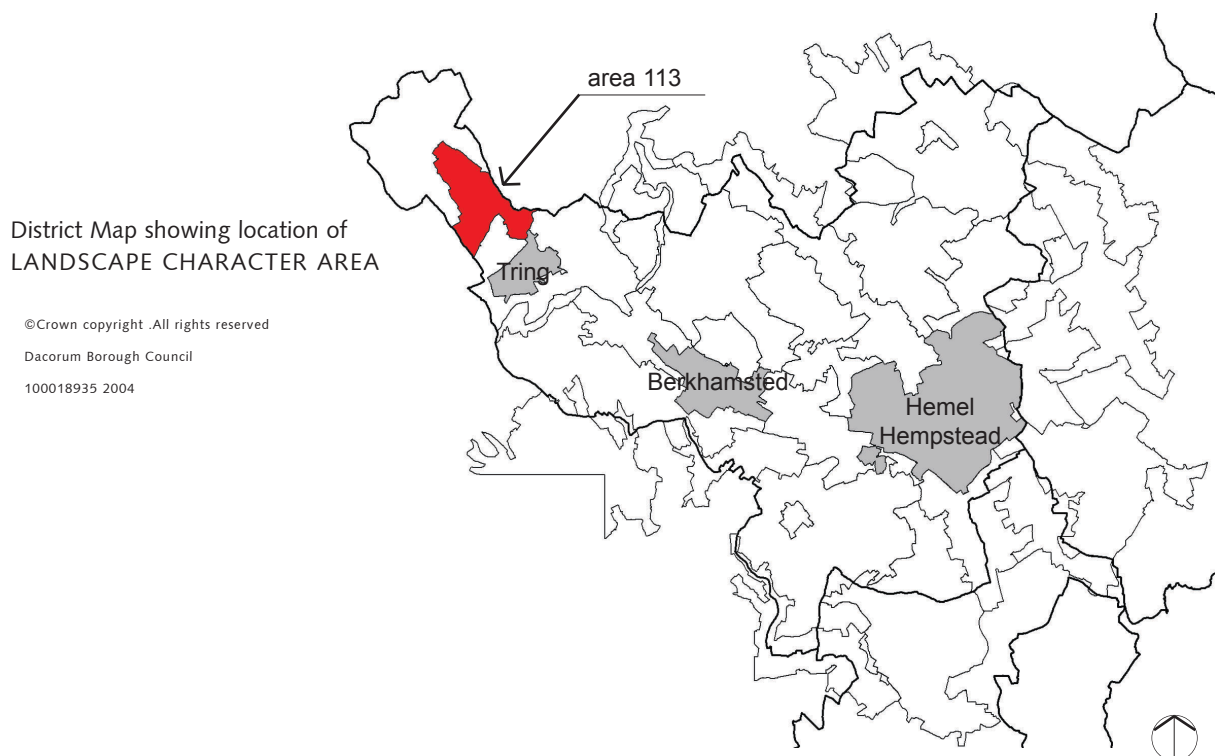 area 113
District Map showing location of
LANDSCAPE CHARACTER AREA
©Crown copyright .All rights reserved
Dacorum Borough Council
100018935 2004
Tring
Berkhamsted
Hemel
Hempstead